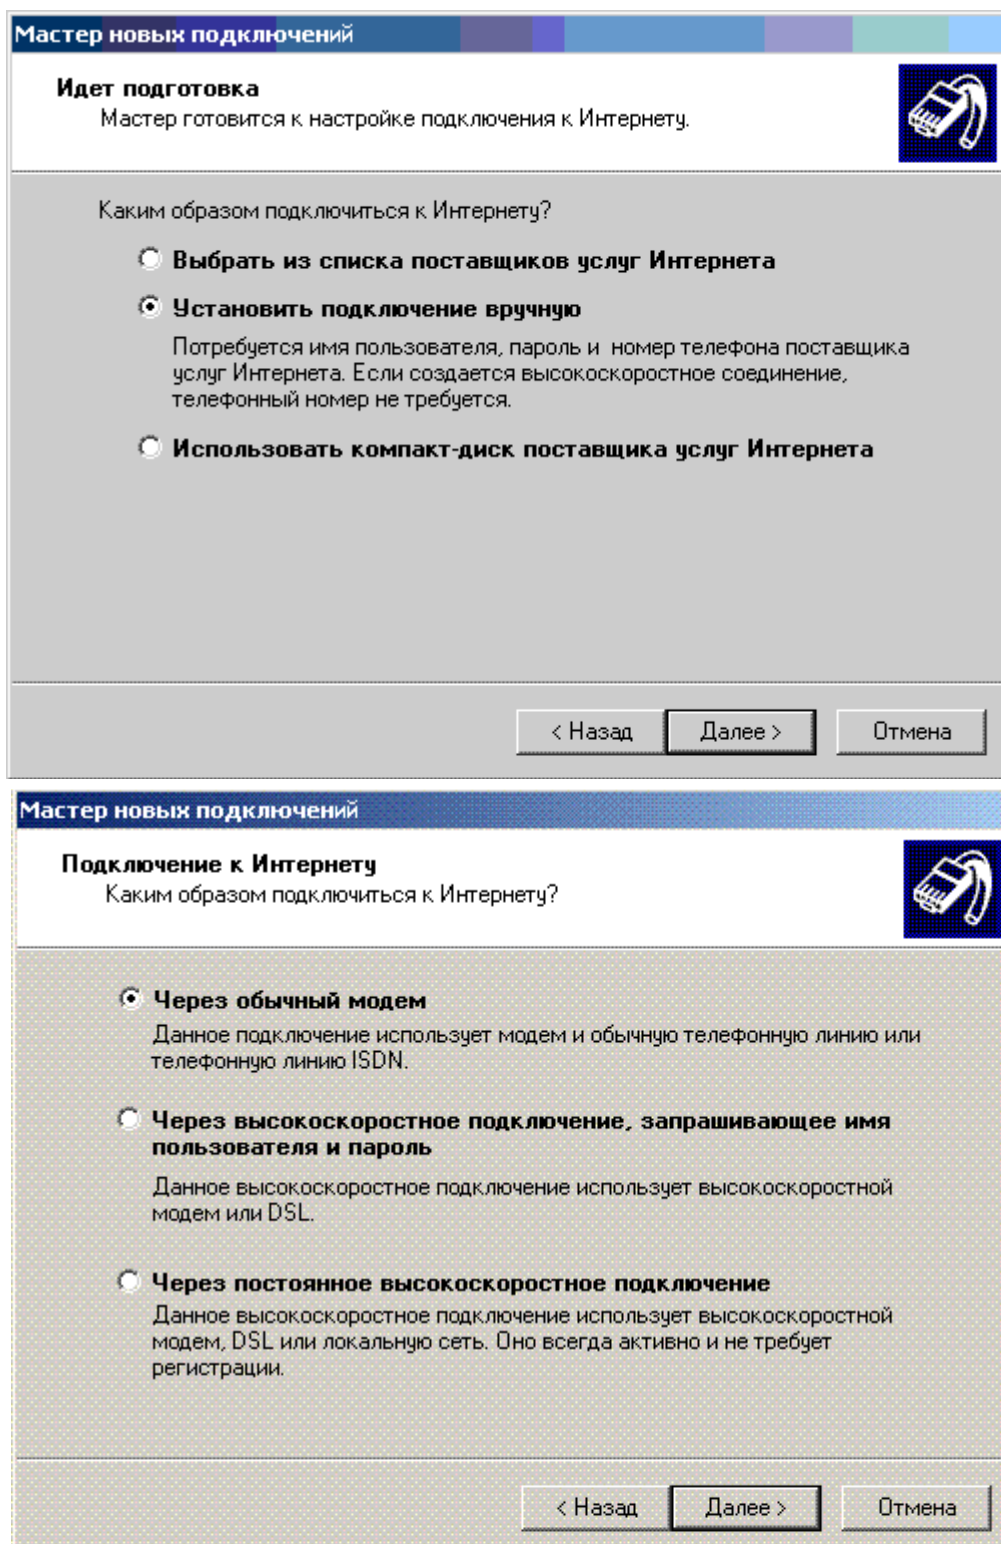 Мастер новых подключений
Идет подготовка
Мастер готовится к настройке подключения к Интернету.
Каким образом подключиться к Интернету?
Выбрать из списка поставщиков услуг Интернета
Установить подключение вручную
Потребуется имя пользователя, пароль и номер телефона поставщика
услуг Интернета. Если создается высокоскоростное соединение,
телефонный номер не требуется.
Использовать компакт-диск поставщика услуг Интернета
< Назад
Далее >
Отмена
Мастер новых подключений
Подключение к Интернету
Каким образом подключиться к Интернету?
Через обычный модем
Данное подключение использует модем и обычную телефонную линию или
телефонную линию ISDN.
Через высокоскоростное подключение, запрашивающее имя
пользователя и пароль
Данное высокоскоростное подключение использует высокоскоростной
модем или DSL.
Через постоянное высокоскоростное подключение
Данное высокоскоростное подключение использует высокоскоростной
модем, DSL или локальную сеть. Оно всегда активно и не требует
регистрации.
< Назад
Далее >
Отмена